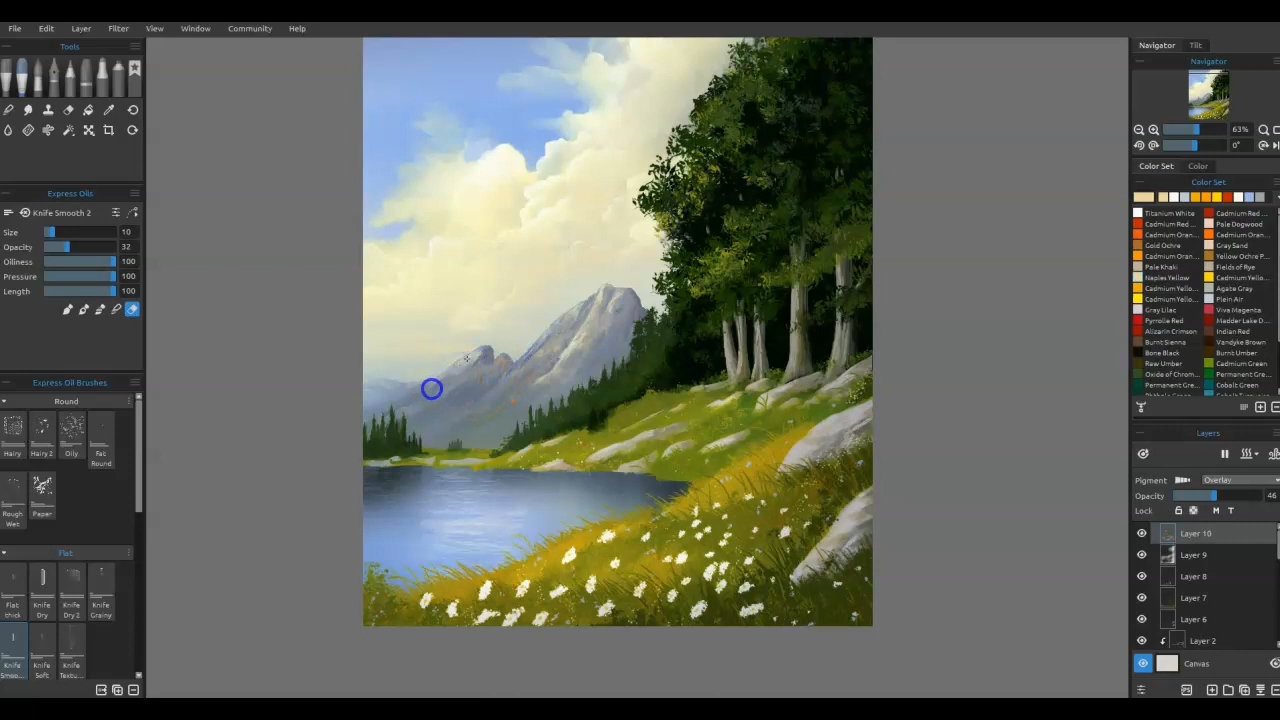 File Edit Layer Filter View Window Community Help
Tools
Express Oils
Knife Smooth 2
Size 10
Opacity 32
Oiliness 100
Pressure 100
Length 100
Express Oil Brushes
Round
Hairy Hairy 2 Oily Fat Round
Rough Wet Paper
Flat
Flat thick Knife Dry Knife Dry 2 Knife Grainy
Knife Smoo... Knife Soft Knife Textu...
Navigator Tilt
Navigator
63%
0°
Color Set Color
Color Set
Titanium White Cadmium Red ...
Cadmium Red ... Pale Dogwood
Cadmium Oran... Cadmium Oran...
Gold Ochre Gray Sand
Cadmium Oran... Yellow Ochre P...
Pale Khaki Fields of Rye
Naples Yellow Cadmium Yello...
Cadmium Yello... Agate Gray
Cadmium Yello... Plein Air
Gray Lilac Viva Magenta
Pyrrolle Red Madder Lake D...
Alizarin Crimson Indian Red
Burnt Sienna Vandyke Brown
Bone Black Burnt Umber
Raw Umber Cadmium Green
Oxide of Chrom... Permanent Gre...
Permanent Gre... Cobalt Green
Layers
Pigment Overlay
Opacity 46
Lock M T
Layer 10
Layer 9
Layer 8
Layer 7
Layer 6
Layer 2
Canvas